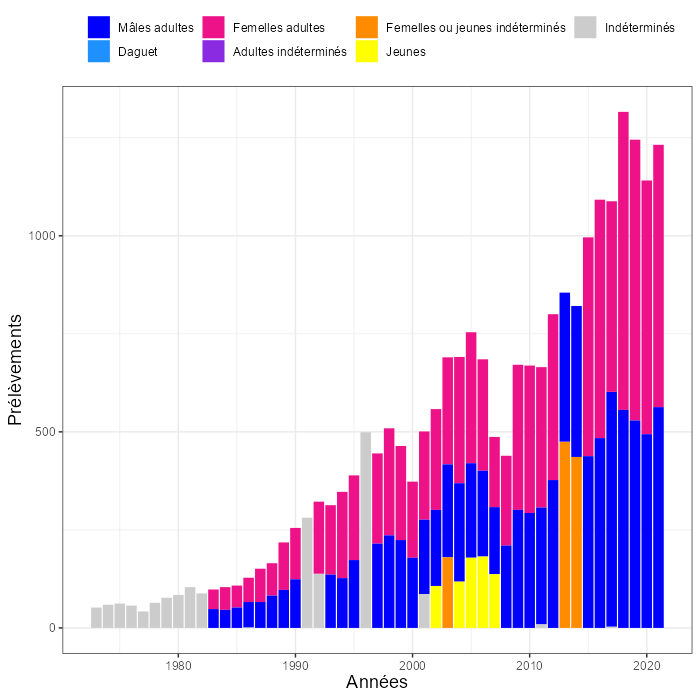 Mâles adultes Femelles adultes Femelles ou jeunes indéterminés Indéterminés
Daguet Adultes indéterminés Jeunes
Prélèvements
1000
500
0
1980 1990 2000 2010 2020
Années